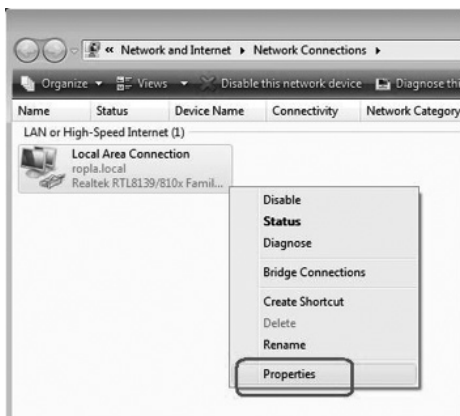 « Network and Internet ▸ Network Connections ▸
Organize Views Disable this network device Diagnose thi
Name Status Device Name Connectivity Network Category
LAN or High-Speed Internet (1)
Local Area Connection
ropla.local
Realtek RTL8139/810x Famil...
Disable
Status
Diagnose
Bridge Connections
Create Shortcut
Delete
Rename
Properties